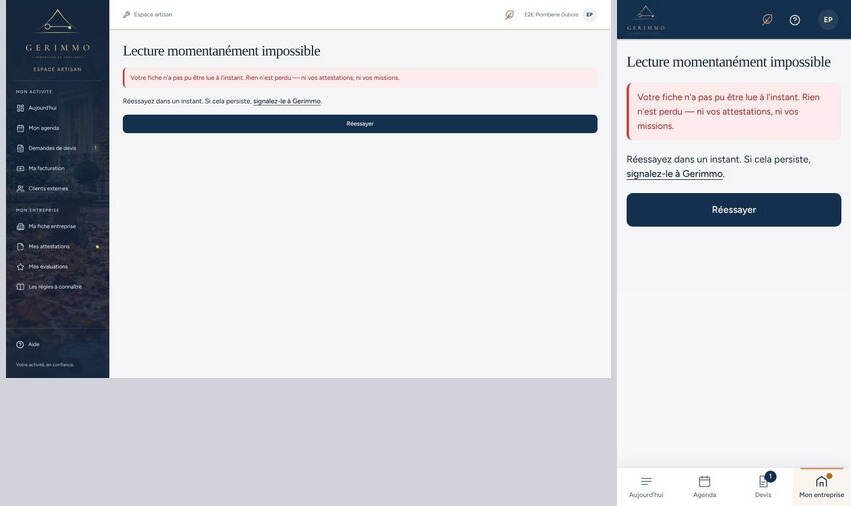 GERIMMO
ESPACE ARTISAN
MON ACTIVITÉ
Aujourd'hui
Mon agenda
Demandes de devis 1
Ma facturation
Clients externes
MON ENTREPRISE
Ma fiche entreprise
Mes attestations
Mes évaluations
Les règles à connaître
Aide
Votre activité, en confiance.
Espace artisan
E2E Plomberie Dubois EP
Lecture momentanément impossible
Votre fiche n'a pas pu être lue à l'instant. Rien n'est perdu — ni vos attestations, ni vos missions.
Réessayez dans un instant. Si cela persiste, signalez-le à Gerimmo.
Réessayer
GERIMMO
EP
Lecture momentanément impossible
Votre fiche n'a pas pu être lue à l'instant. Rien
n'est perdu — ni vos attestations, ni vos
missions.
Réessayez dans un instant. Si cela persiste,
signalez-le à Gerimmo.
Réessayer
1
Aujourd'hui
Agenda
Devis
Mon entreprise